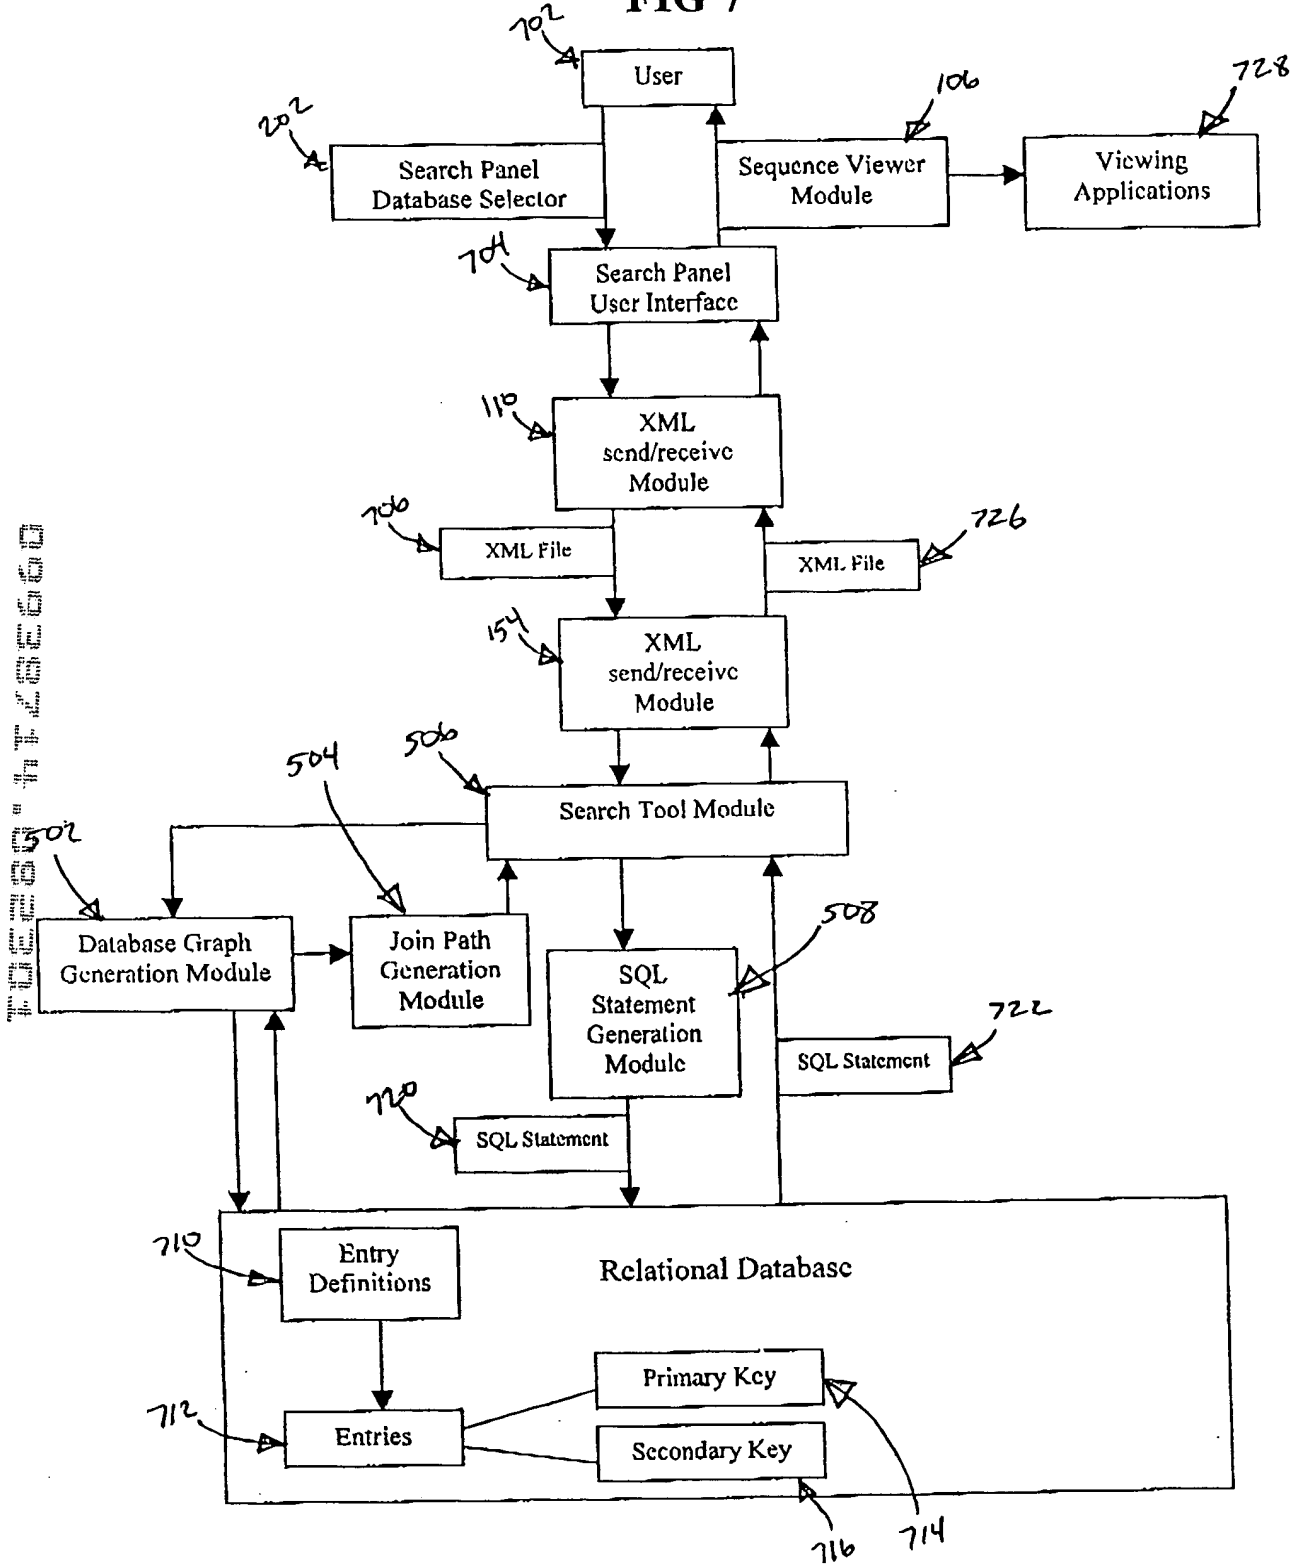 FIG 7
702
User
106
728
202
Search Panel
Database Selector
Sequence Viewer
Module
Viewing
Applications
704
Search Panel
User Interface
110
XML
send/receive
Module
706
XML File
726
XML File
154
XML
send/receive
Module
504
506
Search Tool Module
502
508
Database Graph
Generation Module
Join Path
Generation
Module
SQL
Statement
Generation
Module
722
SQL Statement
720
SQL Statement
710
Entry
Definitions
Relational Database
Primary Key
712
Entries
Secondary Key
714
716